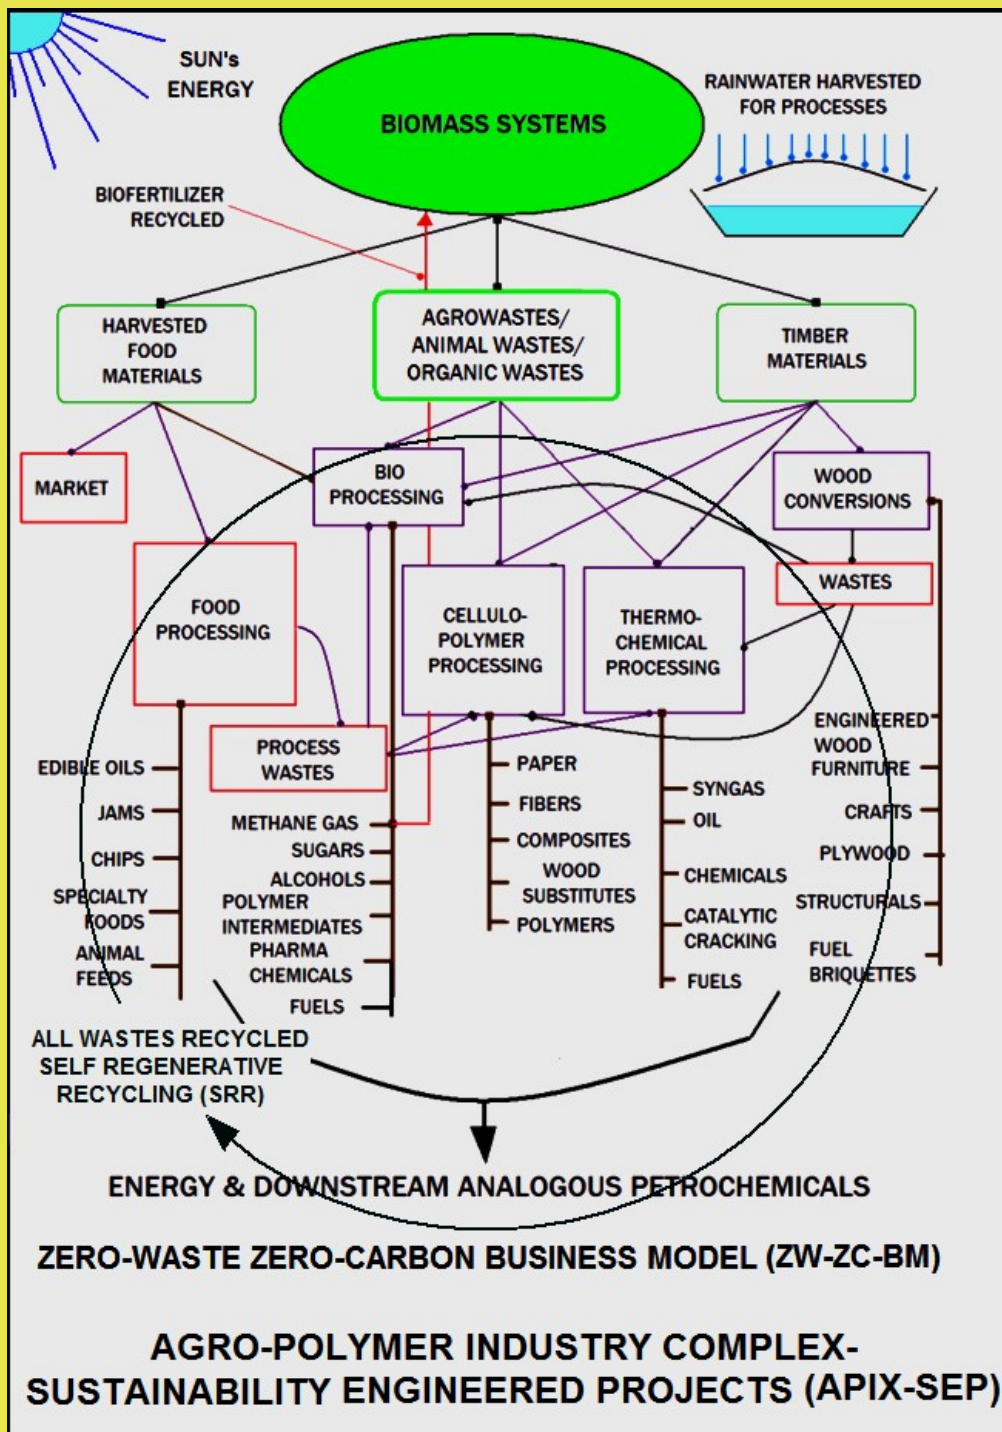 SUN's
ENERGY
BIOMASS SYSTEMS
RAINWATER HARVESTED
FOR PROCESSES
BIOFERTILIZER
RECYCLED
HARVESTED
FOOD
MATERIALS
AGROWASTES/
ANIMAL WASTES/
ORGANIC WASTES
TIMBER
MATERIALS
MARKET
BIO
PROCESSING
WOOD
CONVERSIONS
FOOD
PROCESSING
CELLULO-
POLYMER
PROCESSING
THERMO-
CHEMICAL
PROCESSING
WASTES
PROCESS
WASTES
EDIBLE OILS
JAMS
CHIPS
SPECIALTY
FOODS
ANIMAL
FEEDS
METHANE GAS
SUGARS
ALCOHOLS
POLYMER
INTERMEDIATES
PHARMA
CHEMICALS
FUELS
PAPER
FIBERS
COMPOSITES
WOOD
SUBSTITUTES
POLYMERS
SYNGAS
OIL
CHEMICALS
CATALYTIC
CRACKING
FUELS
ENGINEERED
WOOD
FURNITURE
CRAFTS
PLYWOOD
STRUCTURALS
FUEL
BRIQUETTES
ALL WASTES RECYCLED
SELF REGENERATIVE
RECYCLING (SRR)
ENERGY & DOWNSTREAM ANALOGOUS PETROCHEMICALS
ZERO-WASTE ZERO-CARBON BUSINESS MODEL (ZW-ZC-BM)
AGRO-POLYMER INDUSTRY COMPLEX-
SUSTAINABILITY ENGINEERED PROJECTS (APIX-SEP)